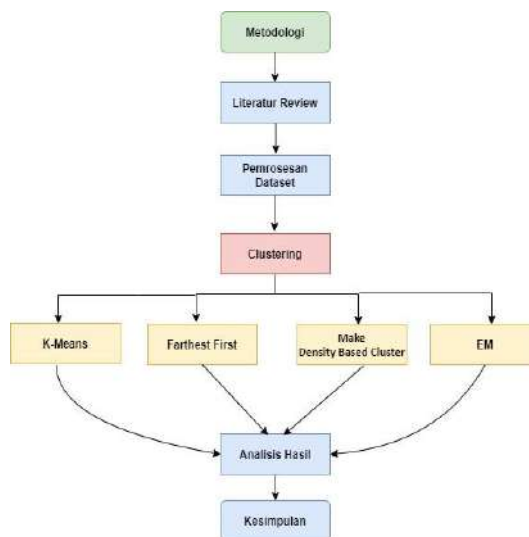 Metodologi
Literatur Review
Pemrosesan
Dataset
Clustering
K-Means
Farthest First
Make
Density Based Cluster
EM
Analisis Hasil
Kesimpulan